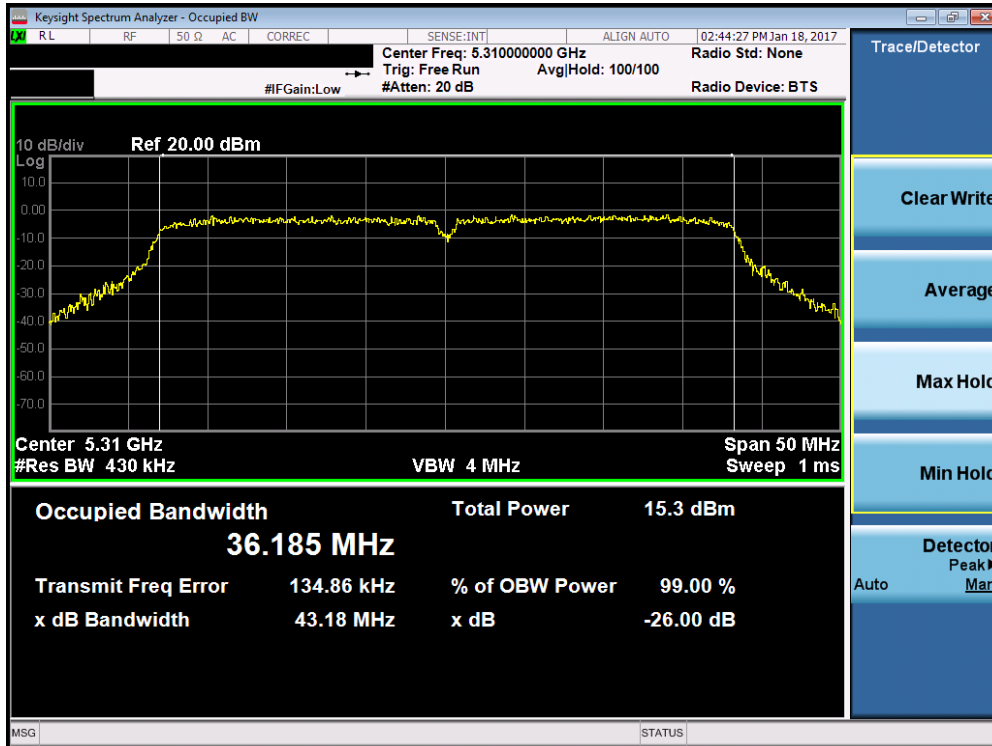 Keysight Spectrum Analyzer - Occupied BW
LXI RL RF 50 Ω AC CORREC SENSE:INT ALIGN AUTO 02:44:27 PM Jan 18, 2017
Center Freq: 5.310000000 GHz Radio Std: None
Trig: Free Run Avg|Hold: 100/100
#IFGain:Low #Atten: 20 dB Radio Device: BTS
Trace/Detector
10 dB/div Ref 20.00 dBm
Log
10.0
0.00
-10.0
-20.0
-30.0
-40.0
-50.0
-60.0
-70.0
Center 5.31 GHz Span 50 MHz
#Res BW 430 kHz VBW 4 MHz Sweep 1 ms
Occupied Bandwidth Total Power 15.3 dBm
36.185 MHz
Transmit Freq Error 134.86 kHz % of OBW Power 99.00 %
x dB Bandwidth 43.18 MHz x dB -26.00 dB
Clear Write
Average
Max Hold
Min Hold
Detector
Peak
Auto Man
MSG STATUS